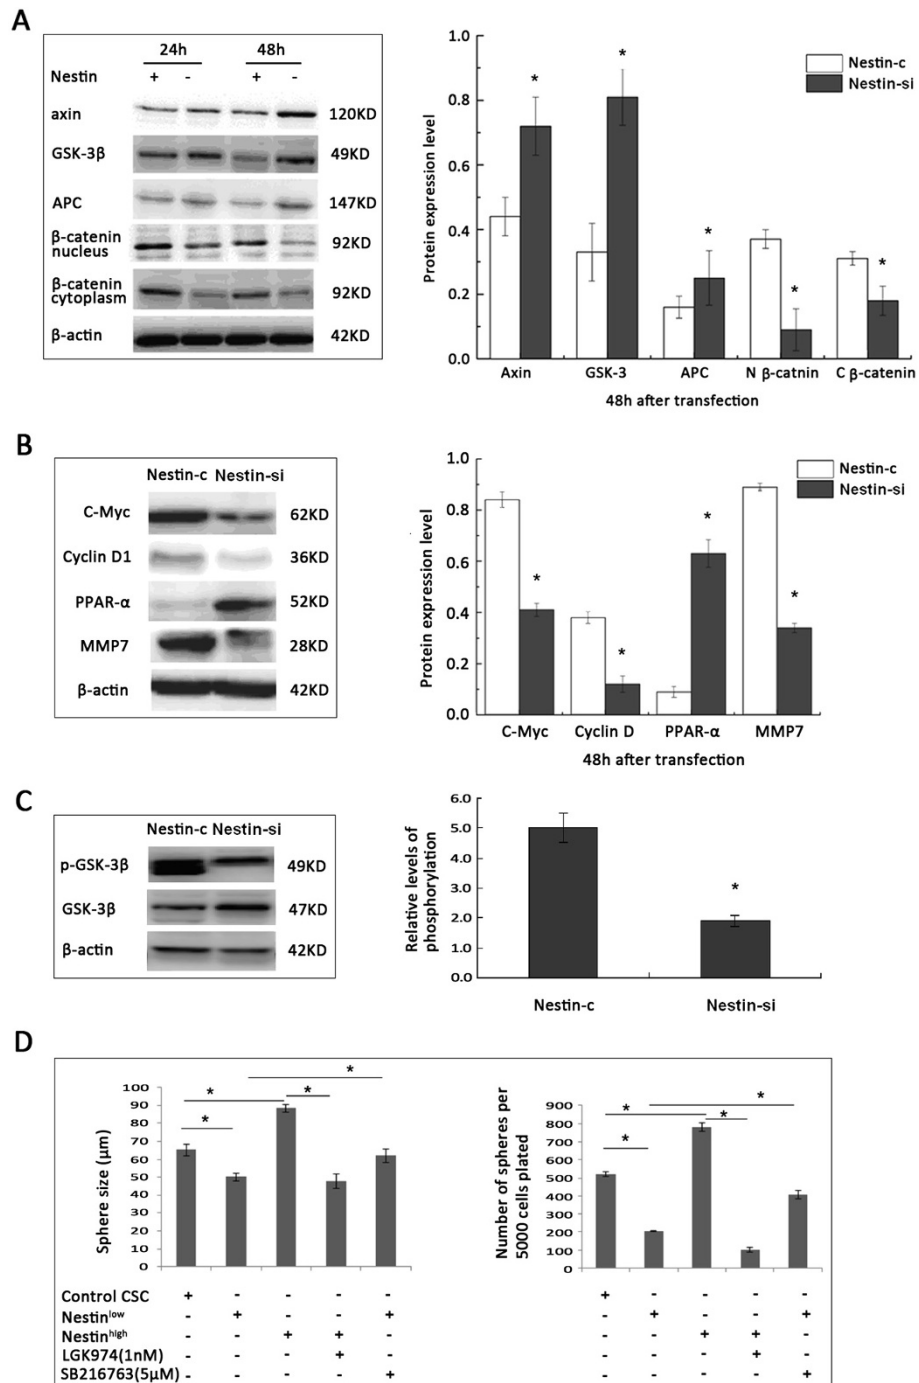 A
24h 48h
Nestin + - + -
axin 120KD
GSK-3β 49KD
APC 147KD
β-catenin
nucleus 92KD
β-catenin
cytoplasm 92KD
β-actin 42KD
Protein expression level
1.0
0.8
0.6
0.4
0.2
0.0
Nestin-c
Nestin-si
* * * * *
Axin GSK-3 APC N β-catnin C β-catenin
48h after transfection
B
Nestin-c Nestin-si
C-Myc 62KD
Cyclin D1 36KD
PPAR-α 52KD
MMP7 28KD
β-actin 42KD
Protein expression level
1.0
0.8
0.6
0.4
0.2
0.0
Nestin-c
Nestin-si
* * * *
C-Myc Cyclin D PPAR-α MMP7
48h after transfection
C
Nestin-c Nestin-si
p-GSK-3β 49KD
GSK-3β 47KD
β-actin 42KD
Relative levels of
phosphorylation
6.0
5.0
4.0
3.0
2.0
1.0
0.0
*
Nestin-c Nestin-si
D
Sphere size (µm)
100
90
80
70
60
50
40
30
20
10
0
* * * *
Control CSC + - - - -
Nestinlow - + - - +
Nestinhigh - - + + -
LGK974(1nM) - - - + -
SB216763(5µM) - - - - +
Number of spheres per
5000 cells plated
900
800
700
600
500
400
300
200
100
0
* * * *
+ - - - -
- + - - +
- - + + -
- - - + -
- - - - +